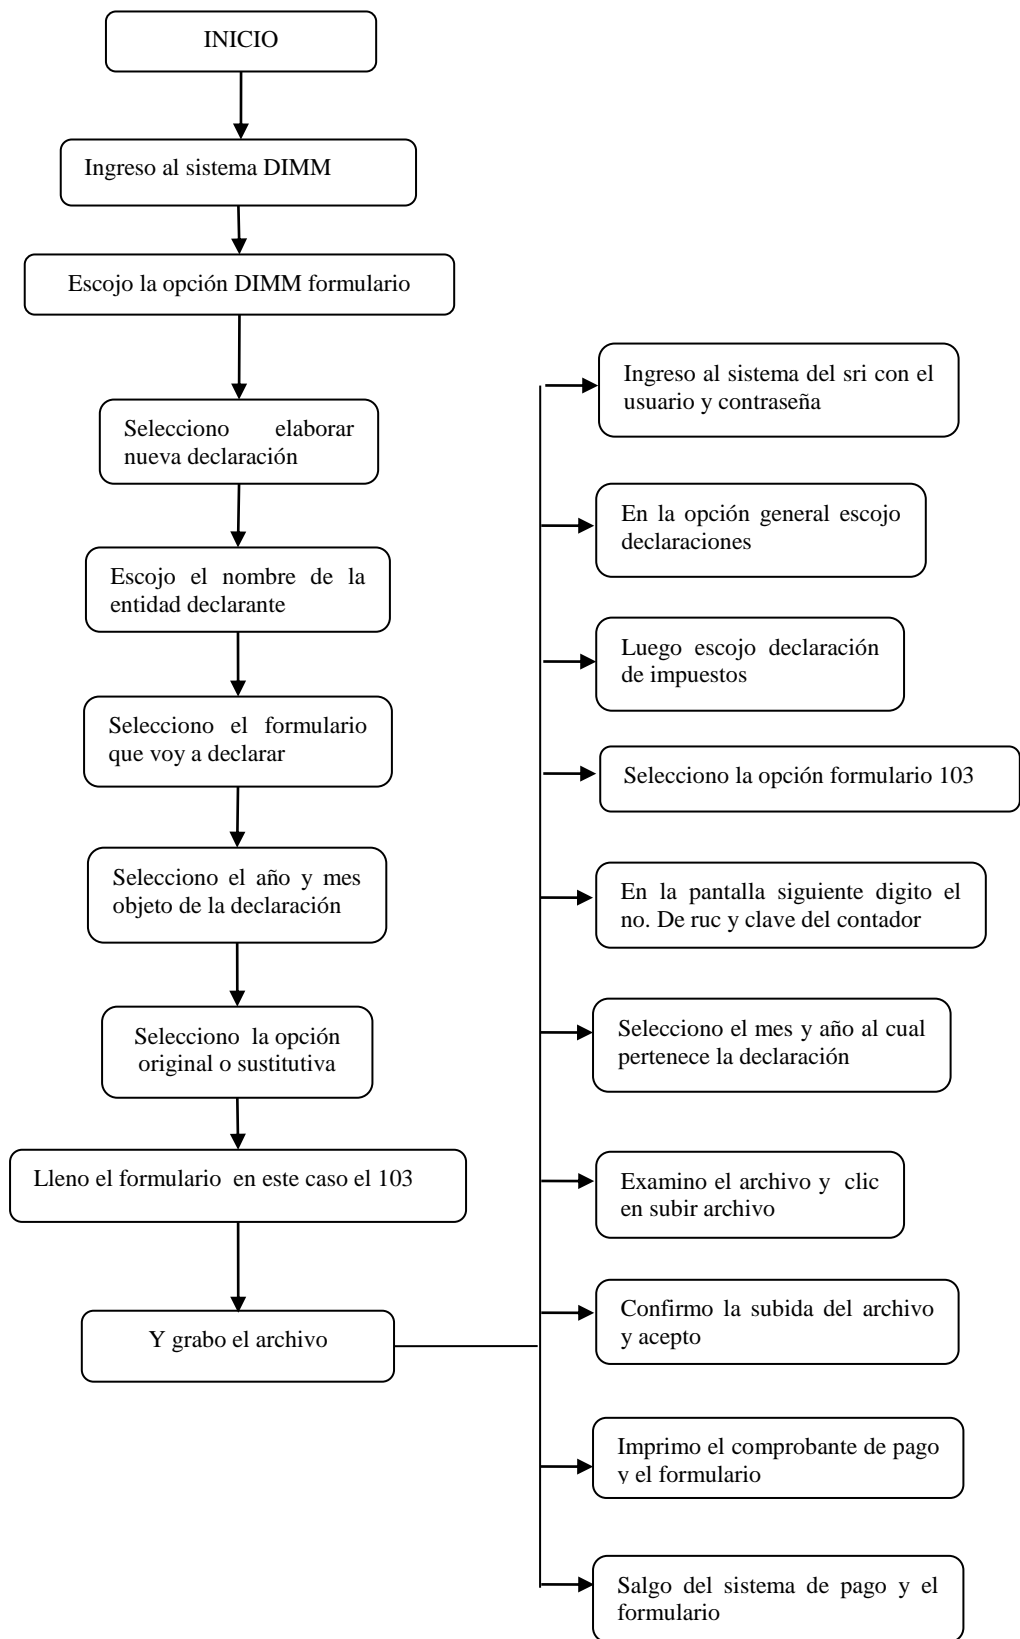 INICIO
Ingreso al sistema DIMM
Escojo la opción DIMM formulario
Selecciono elaborar
nueva declaración
Escojo el nombre de la
entidad declarante
Selecciono el formulario
que voy a declarar
Selecciono el año y mes
objeto de la declaración
Selecciono la opción
original o sustitutiva
Lleno el formulario en este caso el 103
Y grabo el archivo
Ingreso al sistema del sri con el
usuario y contraseña
En la opción general escojo
declaraciones
Luego escojo declaración
de impuestos
Selecciono la opción formulario 103
En la pantalla siguiente digito el
no. De ruc y clave del contador
Selecciono el mes y año al cual
pertenece la declaración
Examino el archivo y clic
en subir archivo
Confirmo la subida del archivo
y acepto
Imprimo el comprobante de pago
y el formulario
Salgo del sistema de pago y el
formulario